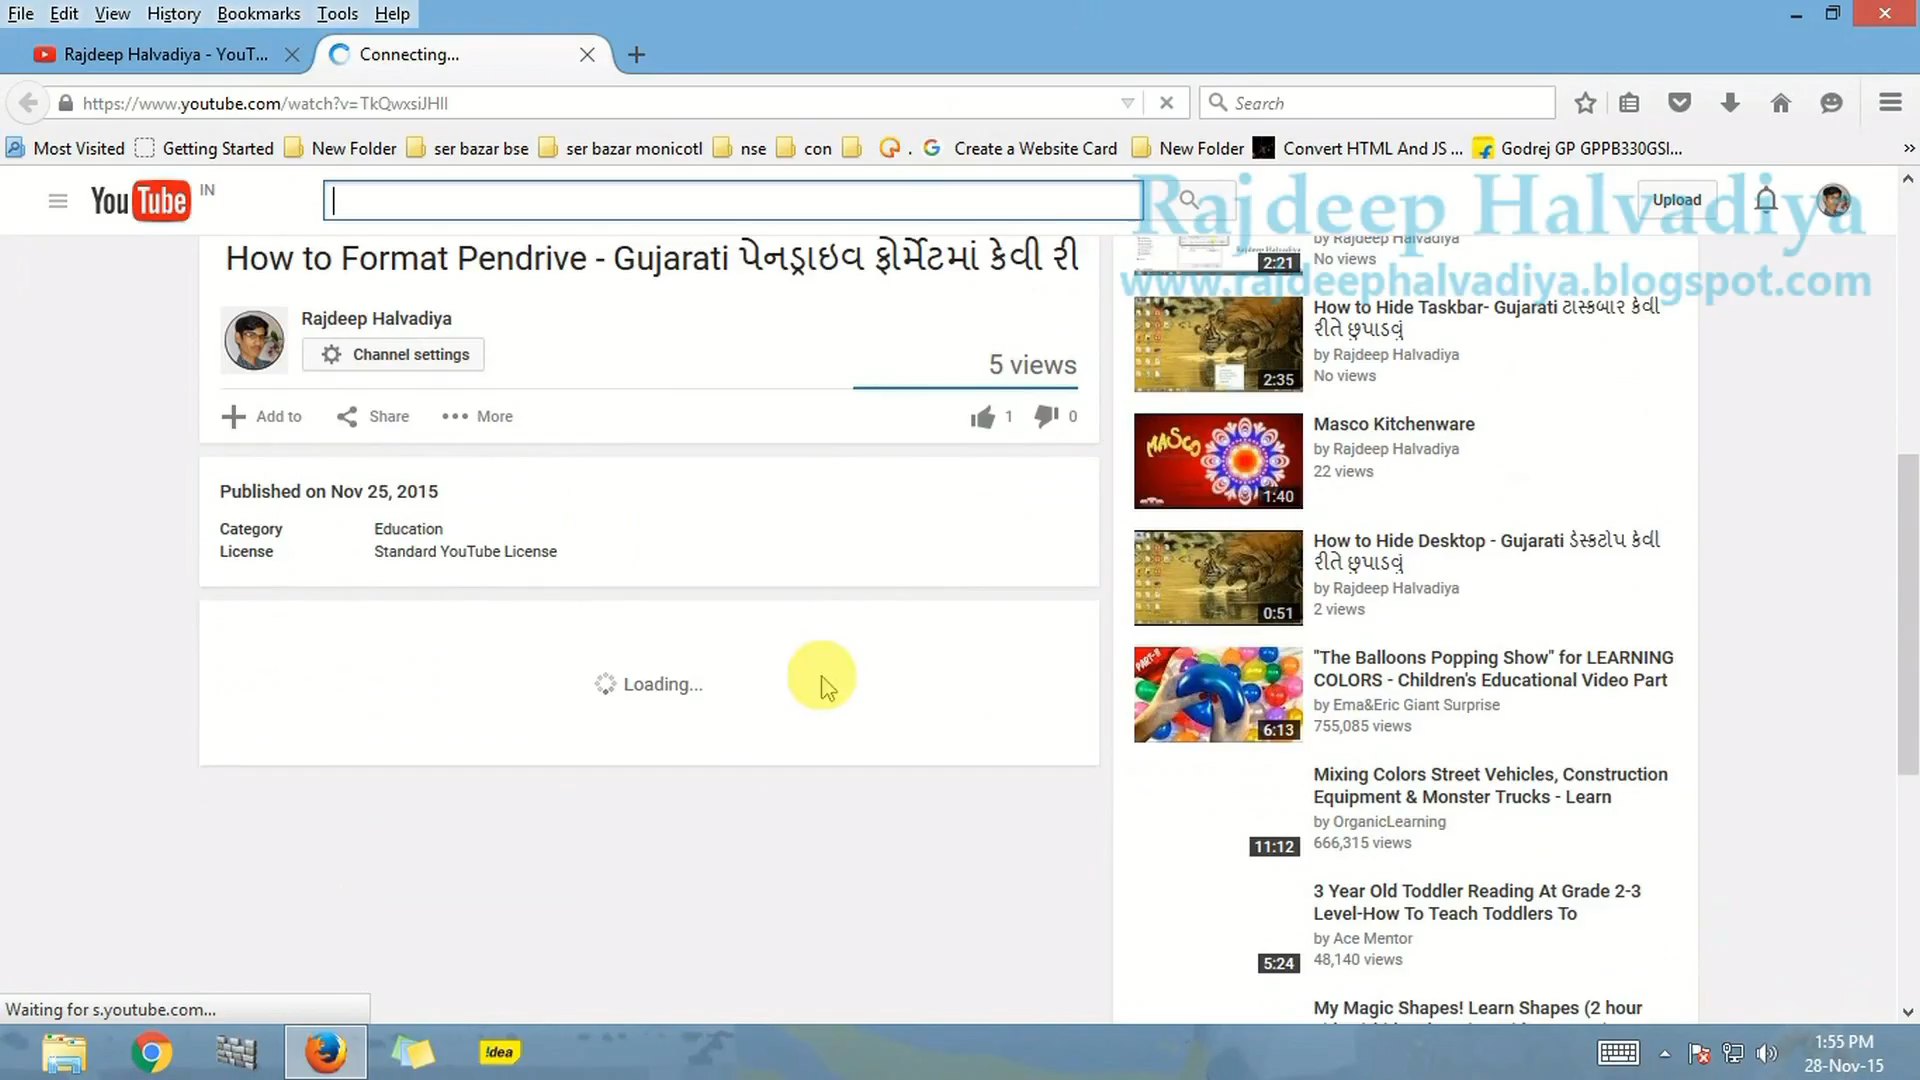 File Edit View History Bookmarks Tools Help
Rajdeep Halvadiya - YouT...
Connecting...
https://www.youtube.com/watch?v=TkQwxsiJHlI
Search
Most Visited Getting Started New Folder ser bazar bse ser bazar monicotl nse con . Create a Website Card New Folder Convert HTML And JS ... Godrej GP GPPB330GSl...
YouTube IN
Upload
Rajdeep Halvadiya
www.rajdeephalvadiya.blogspot.com
How to Format Pendrive - Gujarati પેનડ્રાઇવ ફોર્મેટમાં કેવી રી
Rajdeep Halvadiya
Channel settings
5 views
Add to Share More
1 0
Published on Nov 25, 2015
Category Education
License Standard YouTube License
Loading...
by Rajdeep Halvadiya
No views
2:21
How to Hide Taskbar- Gujarati ટાસ્કબાર કેવી
રીતે છુપાડવું
by Rajdeep Halvadiya
No views
2:35
Masco Kitchenware
by Rajdeep Halvadiya
22 views
MASCO
1:40
How to Hide Desktop - Gujarati ડેસ્કટોપ કેવી
રીતે છુપાડવું
by Rajdeep Halvadiya
2 views
0:51
"The Balloons Popping Show" for LEARNING
COLORS - Children's Educational Video Part
by Ema&Eric Giant Surprise
755,085 views
PART-8
6:13
Mixing Colors Street Vehicles, Construction
Equipment & Monster Trucks - Learn
by OrganicLearning
666,315 views
11:12
3 Year Old Toddler Reading At Grade 2-3
Level-How To Teach Toddlers To
by Ace Mentor
48,140 views
5:24
My Magic Shapes! Learn Shapes (2 hour
Waiting for s.youtube.com...
!dea
1:55 PM
28-Nov-15